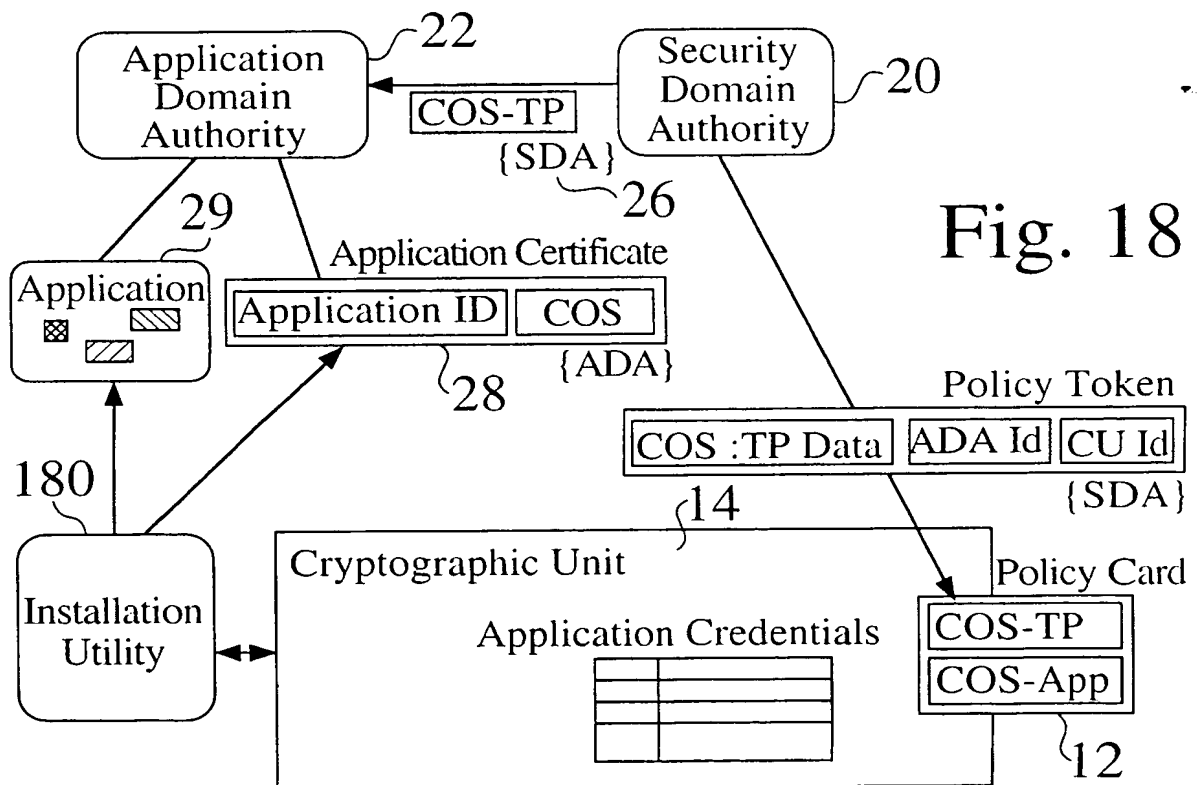 22
Application
Domain
Authority
Security
Domain
Authority
20
COS-TP
{SDA}
26
Fig. 18
29
Application
Application Certificate
Application ID COS
{ADA}
28
Policy Token
COS :TP Data ADA Id CU Id
{SDA}
180
Installation
Utility
14
Cryptographic Unit
Application Credentials
Policy Card
COS-TP
COS-App
12